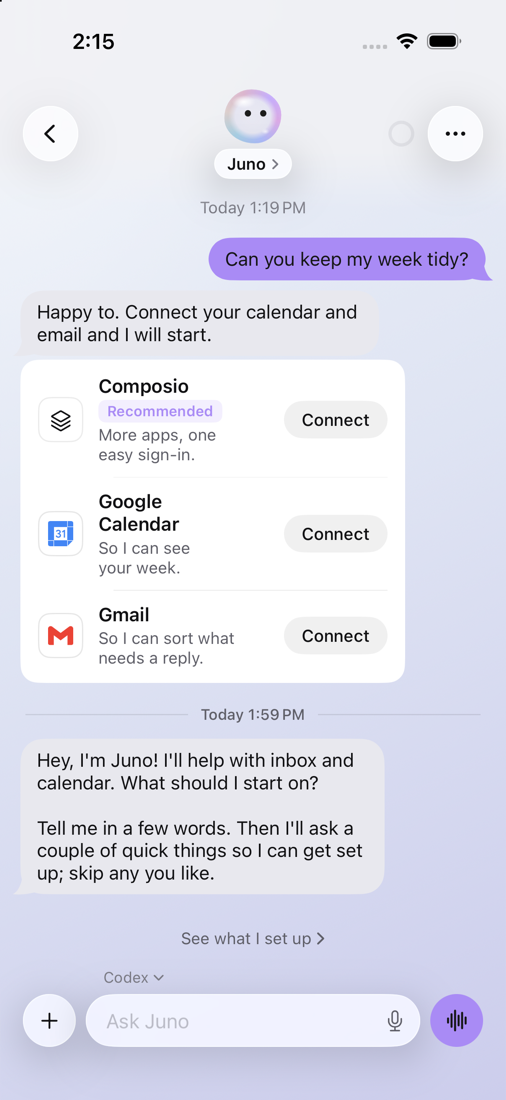 2:15
Juno
Today 1:19 PM
Can you keep my week tidy?
Happy to. Connect your calendar and
email and I will start.
Composio
Recommended
More apps, one
easy sign-in.
Connect
Google
Calendar
So I can see
your week.
Connect
31
Gmail
So I can sort what
needs a reply.
Connect
Today 1:59 PM
Hey, I'm Juno! I'll help with inbox and
calendar. What should I start on?
Tell me in a few words. Then I'll ask a
couple of quick things so I can get set
up; skip any you like.
See what I set up
Codex
Ask Juno